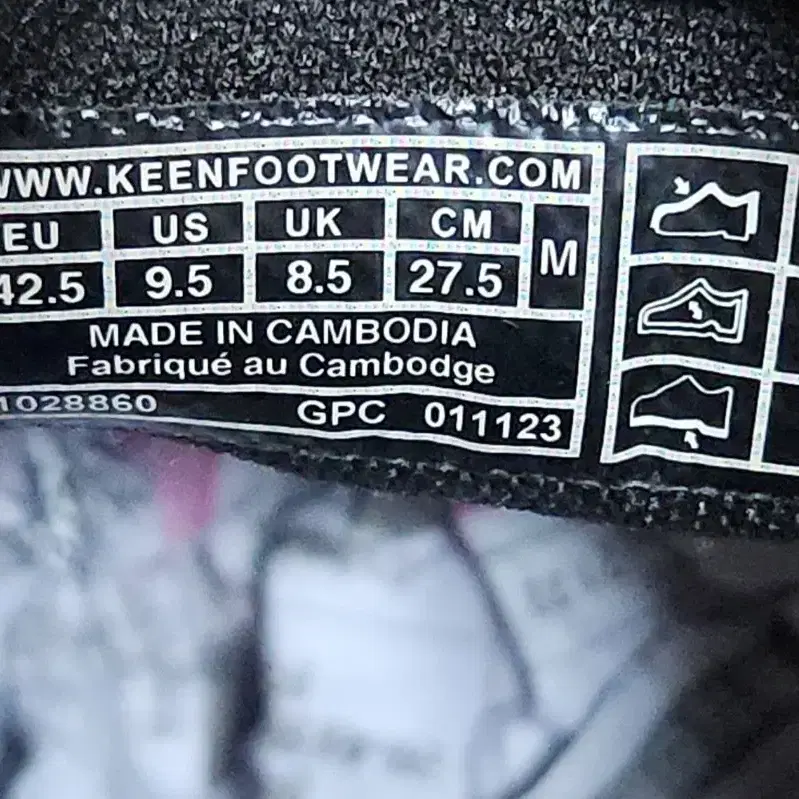 WWW.KEENFOOTWEAR.COM
EU US UK CM M
42.5 9.5 8.5 27.5
MADE IN CAMBODIA
Fabriqué au Cambodge
1028860 GPC 011123